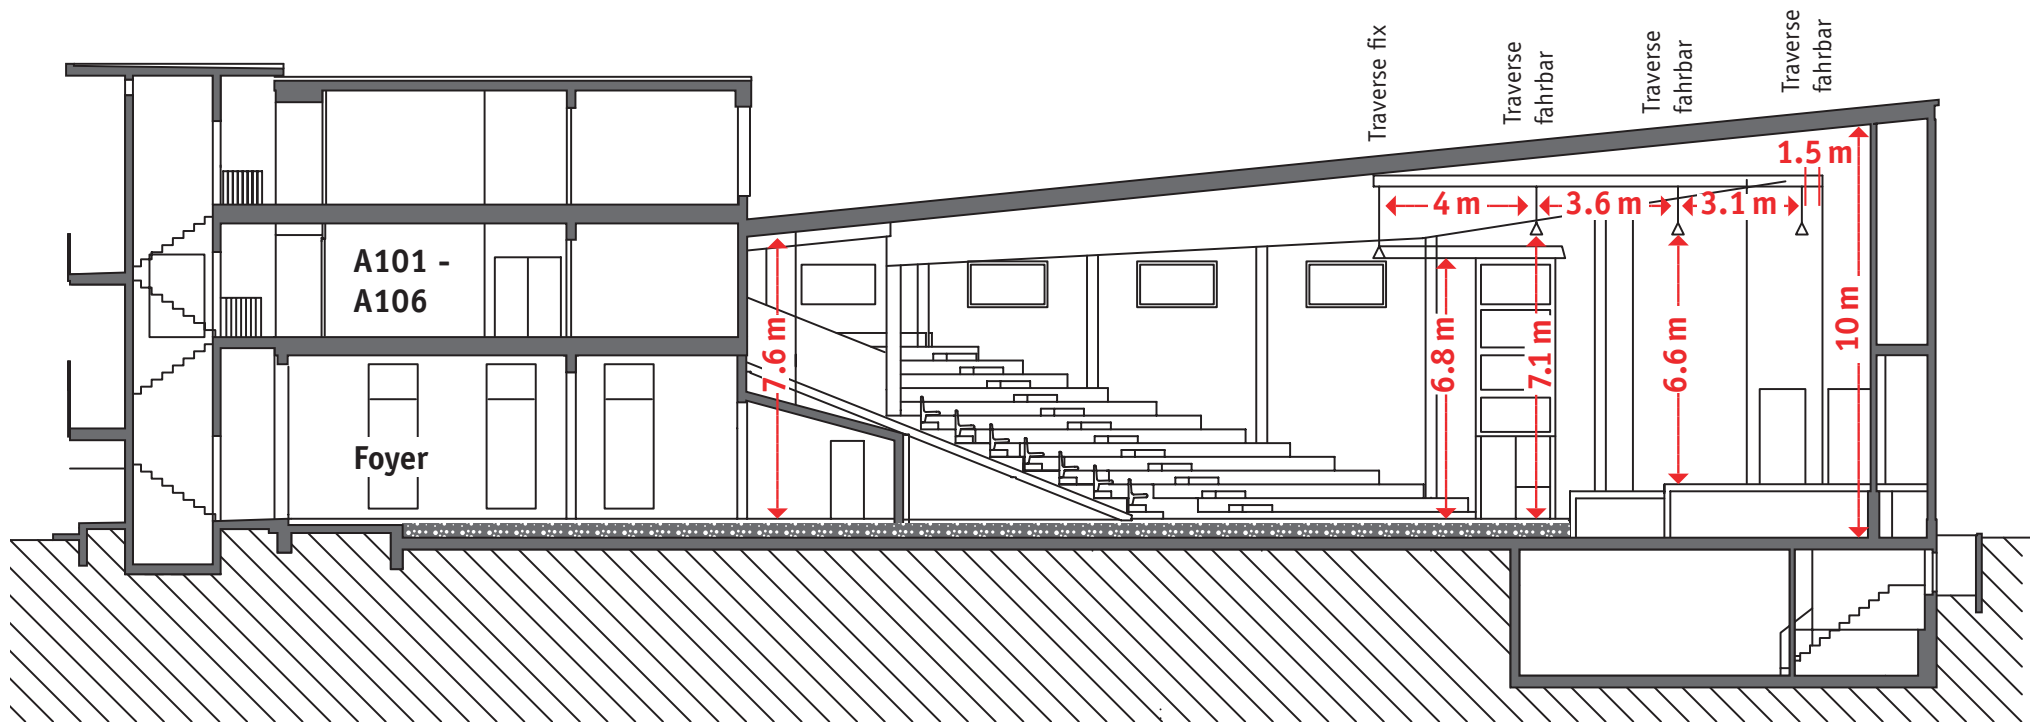 Traverse fix
Traverse
fahrbar
Traverse
fahrbar
Traverse
fahrbar
1.5 m
4 m
3.6 m
3.1 m
A101 -
A106
7.6 m
6.8 m
7.1 m
6.6 m
10 m
Foyer